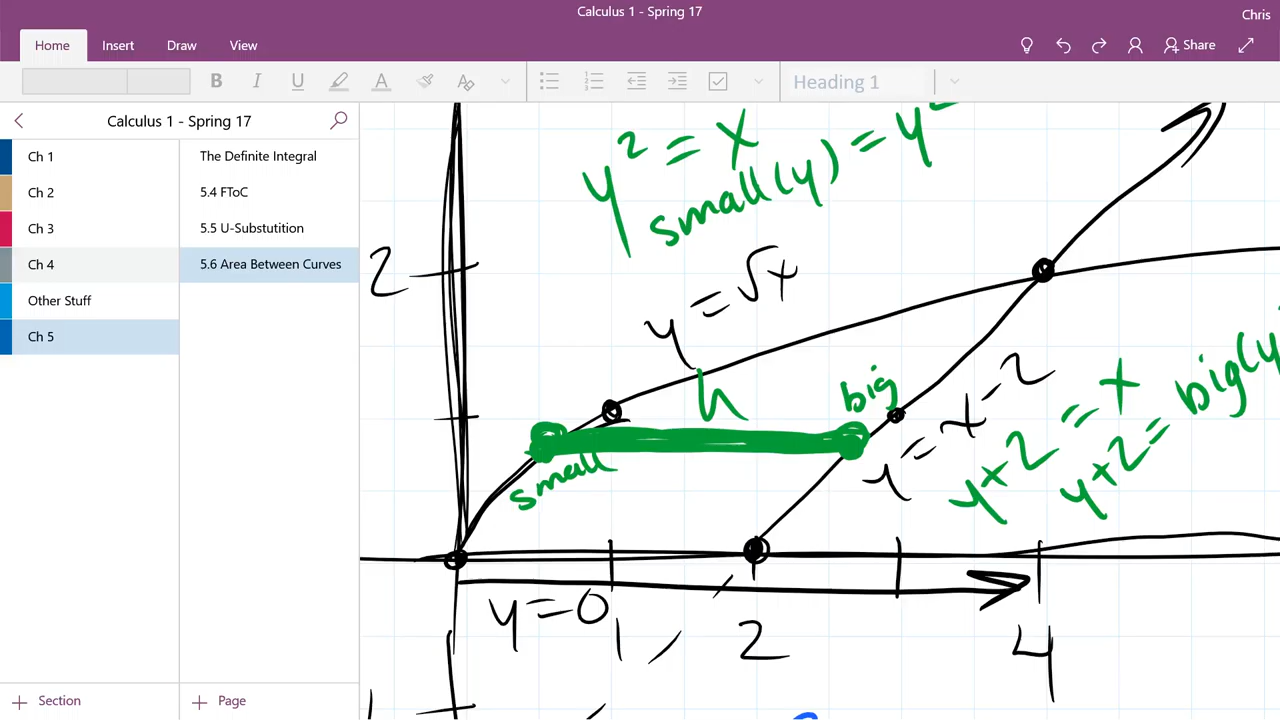 Calculus 1 - Spring 17
Chris
Home Insert Draw View
Share
B I U A
Heading 1
Calculus 1 - Spring 17
Ch 1
Ch 2
Ch 3
Ch 4
Other Stuff
Ch 5
The Definite Integral
5.4 FToC
5.5 U-Substutition
5.6 Area Between Curves
y² = x
small(y) = y²
2
y = √x
h
big
small
y = x - 2
y+2 = x
y+2 = big(y
y=0
1
2
4
+ Section
+ Page